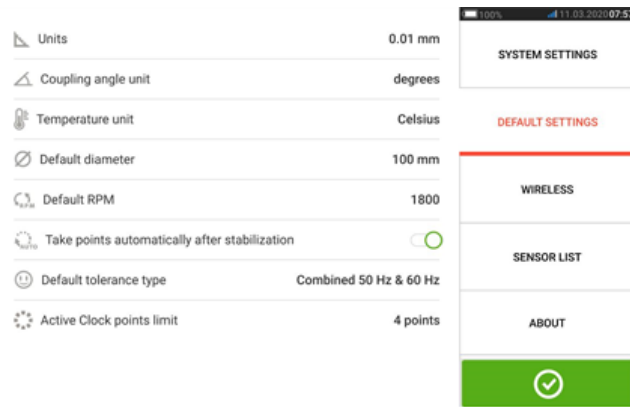 Units 0.01 mm
Coupling angle unit degrees
Temperature unit Celsius
Default diameter 100 mm
Default RPM 1800
Take points automatically after stabilization
Default tolerance type Combined 50 Hz & 60 Hz
Active Clock points limit 4 points
100% 11.03.2020 07:57
SYSTEM SETTINGS
DEFAULT SETTINGS
WIRELESS
SENSOR LIST
ABOUT